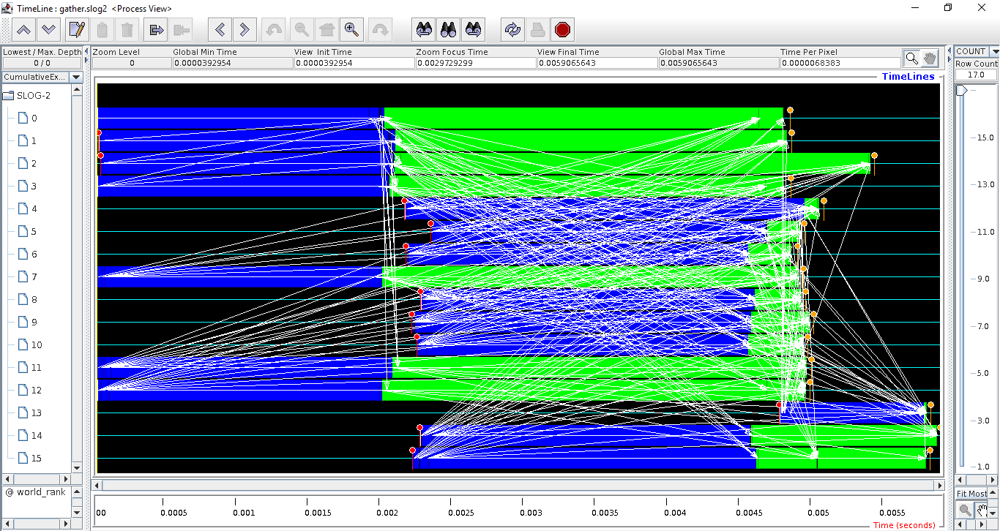 TimeLine : gather.slog2 <Process View>
Lowest / Max. Depth
Zoom Level
Global Min Time
View Init Time
Zoom Focus Time
View Final Time
Global Max Time
Time Per Pixel
COUNT
0 / 0
0
0.0000392954
0.0000392954
0.0029729299
0.0059065643
0.0059065643
0.0000068383
Row Count
17.0
CumulativeEx...
TimeLines
SLOG-2
0
1
2
3
4
5
6
7
8
9
10
11
12
13
14
15
15.0
13.0
11.0
9.0
7.0
5.0
3.0
1.0
@ world_rank
Fit Most
00
0.0005
0.001
0.0015
0.002
0.0025
0.003
0.0035
0.004
0.0045
0.005
0.0055
Time (seconds)